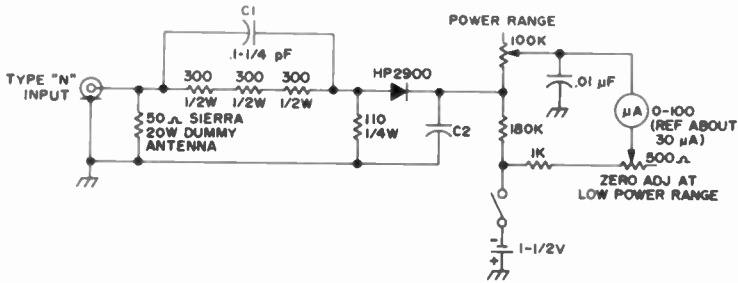 C1
.1-1/4 pF
POWER RANGE
100K
TYPE "N"
INPUT
300
300
300
1/2W
1/2W
1/2W
HP2900
.01 µF
µA
0-100
(REF ABOUT
30 µA)
50 Ω SIERRA
20W DUMMY
ANTENNA
110
1/4W
C2
180K
1K
500 Ω
ZERO ADJ AT
LOW POWER RANGE
-
+
1-1/2V